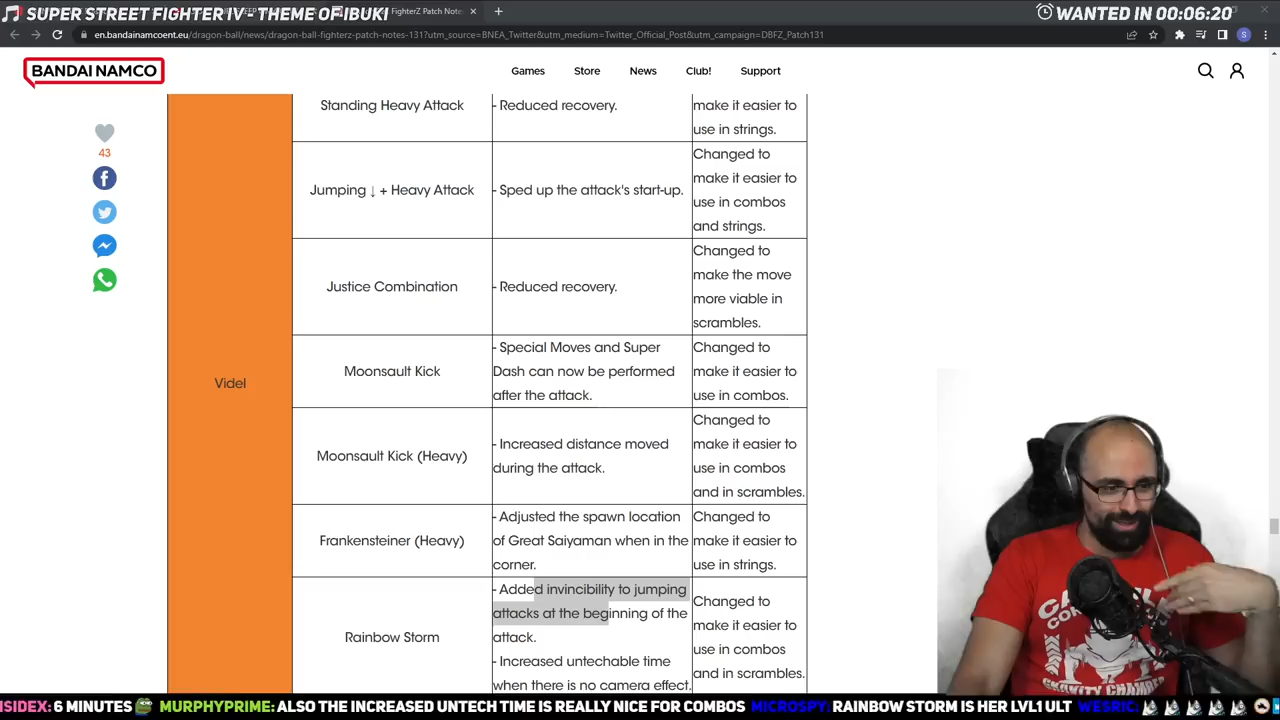 SUPER STREET FIGHTER IV - THEME OF IBUKI
FighterZ Patch Note
WANTED IN 00:06:20
en.bandainamcoent.eu/dragon-ball/news/dragon-ball-fighterz-patch-notes-131?utm_source=BNEA_Twitter&utm_medium=Twitter_Official_Post&utm_campaign=DBFZ_Patch131
S
BANDAI NAMCO
Games
Store
News
Club!
Support
43
Videl
Standing Heavy Attack
- Reduced recovery.
make it easier to
use in strings.
Jumping ↓ + Heavy Attack
- Sped up the attack's start-up.
Changed to
make it easier to
use in combos
and strings.
Justice Combination
- Reduced recovery.
Changed to
make the move
more viable in
scrambles.
Moonsault Kick
- Special Moves and Super
Dash can now be performed
after the attack.
Changed to
make it easier to
use in combos.
Moonsault Kick (Heavy)
- Increased distance moved
during the attack.
Changed to
make it easier to
use in combos
and in scrambles.
Frankensteiner (Heavy)
- Adjusted the spawn location
of Great Saiyaman when in the
corner.
Changed to
make it easier to
use in strings.
Rainbow Storm
- Added invincibility to jumping
attacks at the beginning of the
attack.
- Increased untechable time
when there is no camera effect.
Changed to
make it easier to
use in combos
and in scrambles.
GRAVITY CHAMBER
ISIDEX: 6 MINUTES MURPHYPRIME: ALSO THE INCREASED UNTECH TIME IS REALLY NICE FOR COMBOS MICROSPY: RAINBOW STORM IS HER LVL1 ULT WESRIC: